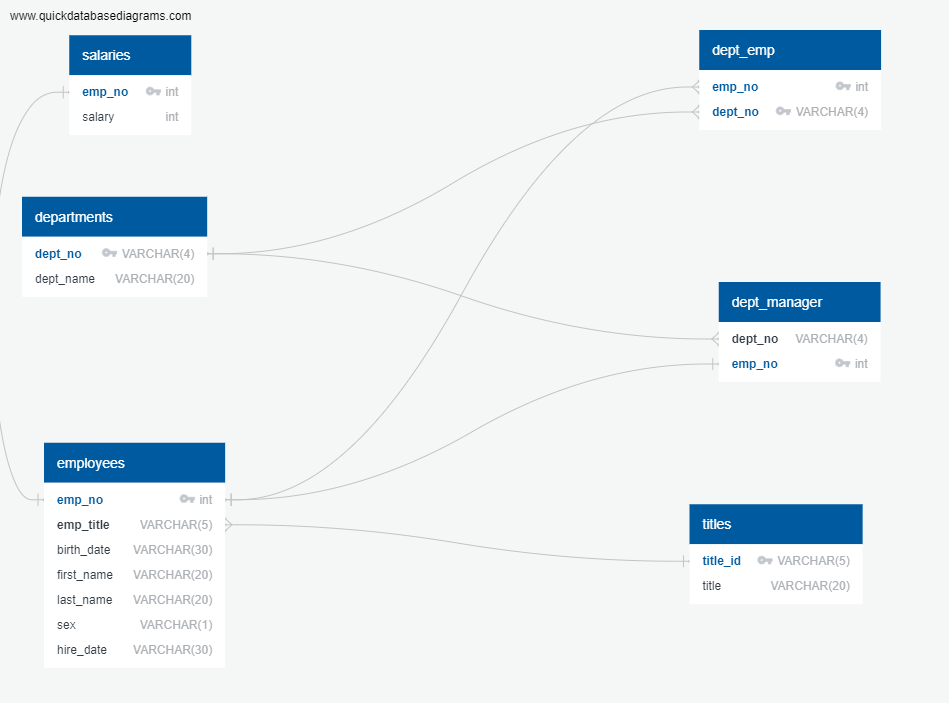 www.quickdatabasediagrams.com
salaries
emp_no int
salary int
departments
dept_no VARCHAR(4)
dept_name VARCHAR(20)
employees
emp_no int
emp_title VARCHAR(5)
birth_date VARCHAR(30)
first_name VARCHAR(20)
last_name VARCHAR(20)
sex VARCHAR(1)
hire_date VARCHAR(30)
dept_emp
emp_no int
dept_no VARCHAR(4)
dept_manager
dept_no VARCHAR(4)
emp_no int
titles
title_id VARCHAR(5)
title VARCHAR(20)